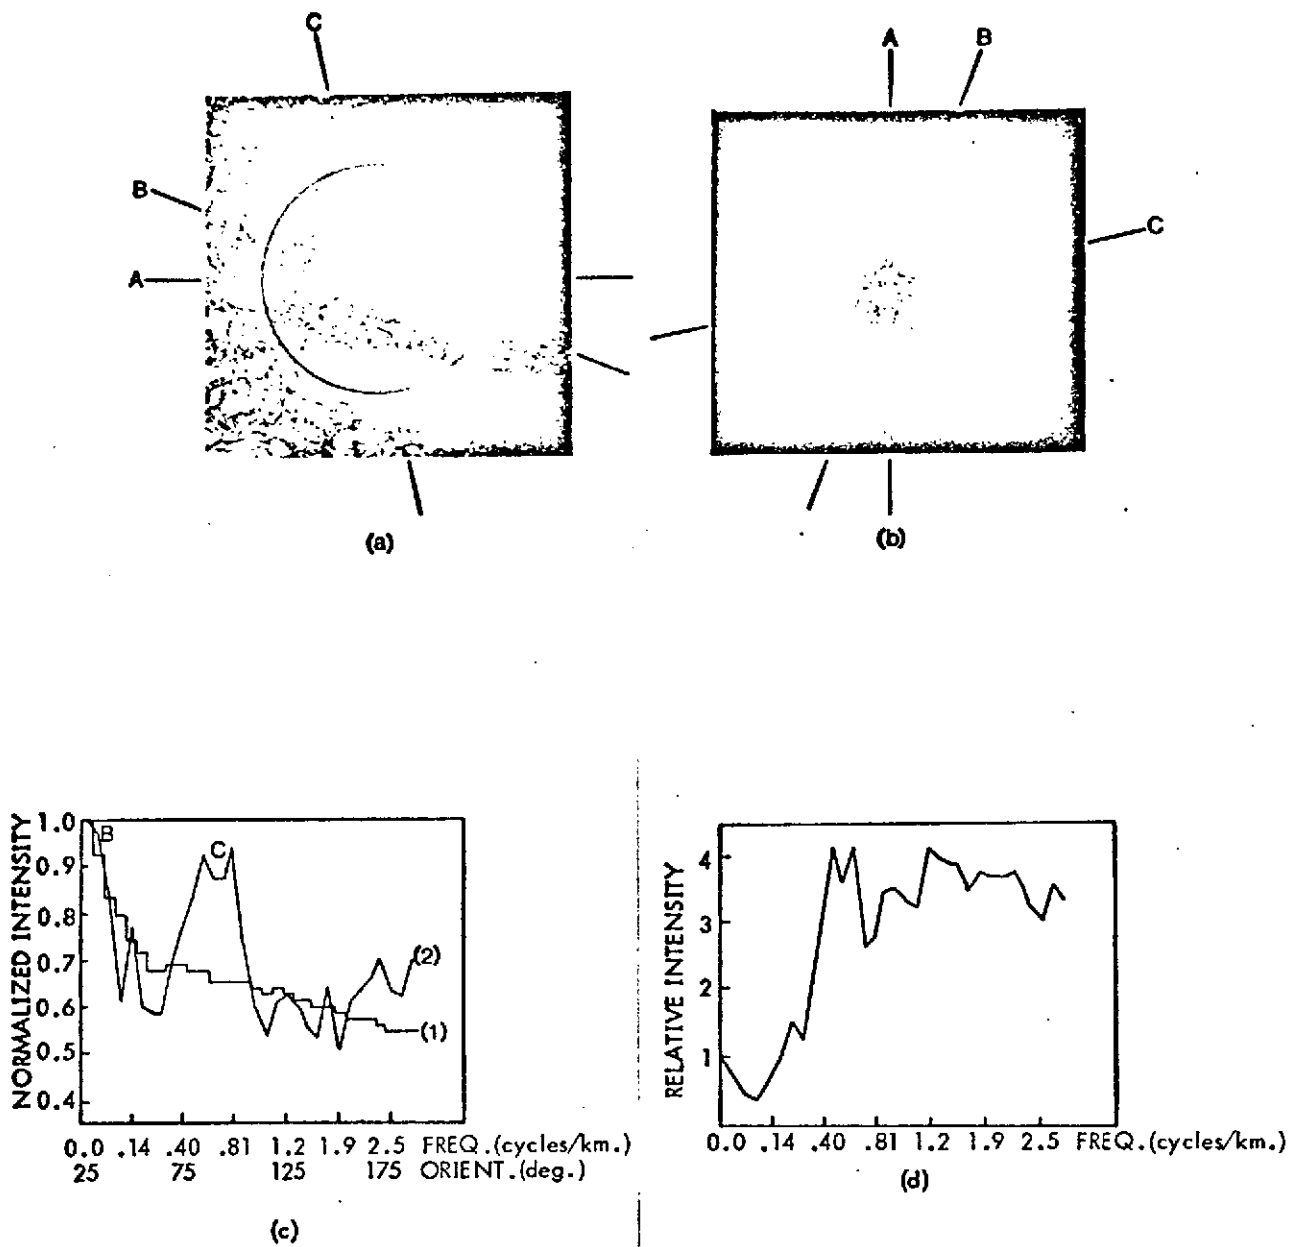 C
B
A
(a)
A
B
C
(b)
NORMALIZED INTENSITY
1.0
0.9
0.8
0.7
0.6
0.5
0.4
B
C
(2)
(1)
0.0 .14 .40 .81 1.2 1.9 2.5 FREQ.(cycles/km.)
25 75 125 175 ORIENT.(deg.)
(c)
RELATIVE INTENSITY
4
3
2
1
0.0 .14 .40 .81 1.2 1.9 2.5 FREQ.(cycles/km.)
(d)